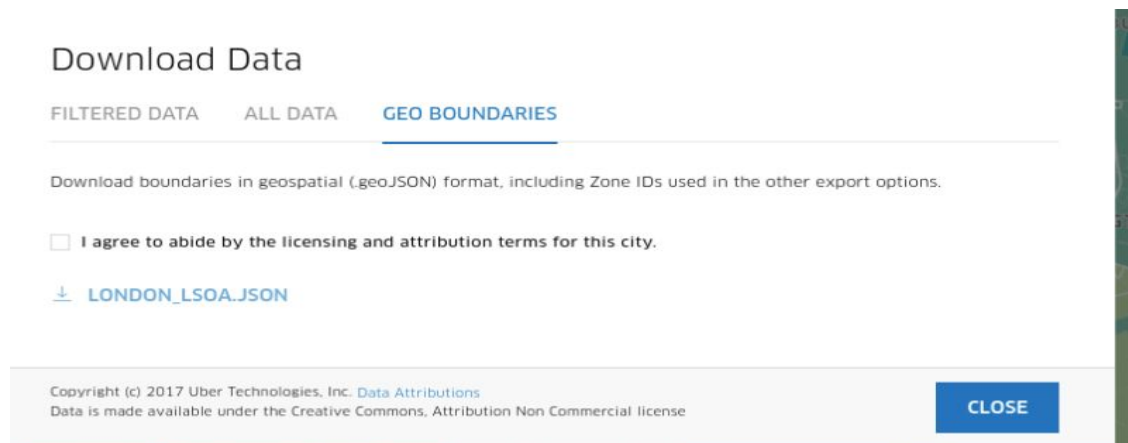 Download Data
FILTERED DATA ALL DATA GEO BOUNDARIES
Download boundaries in geospatial (.geoJSON) format, including Zone IDs used in the other export options.
I agree to abide by the licensing and attribution terms for this city.
LONDON_LSOA.JSON
Copyright (c) 2017 Uber Technologies, Inc. Data Attributions
Data is made available under the Creative Commons, Attribution Non Commercial license
CLOSE